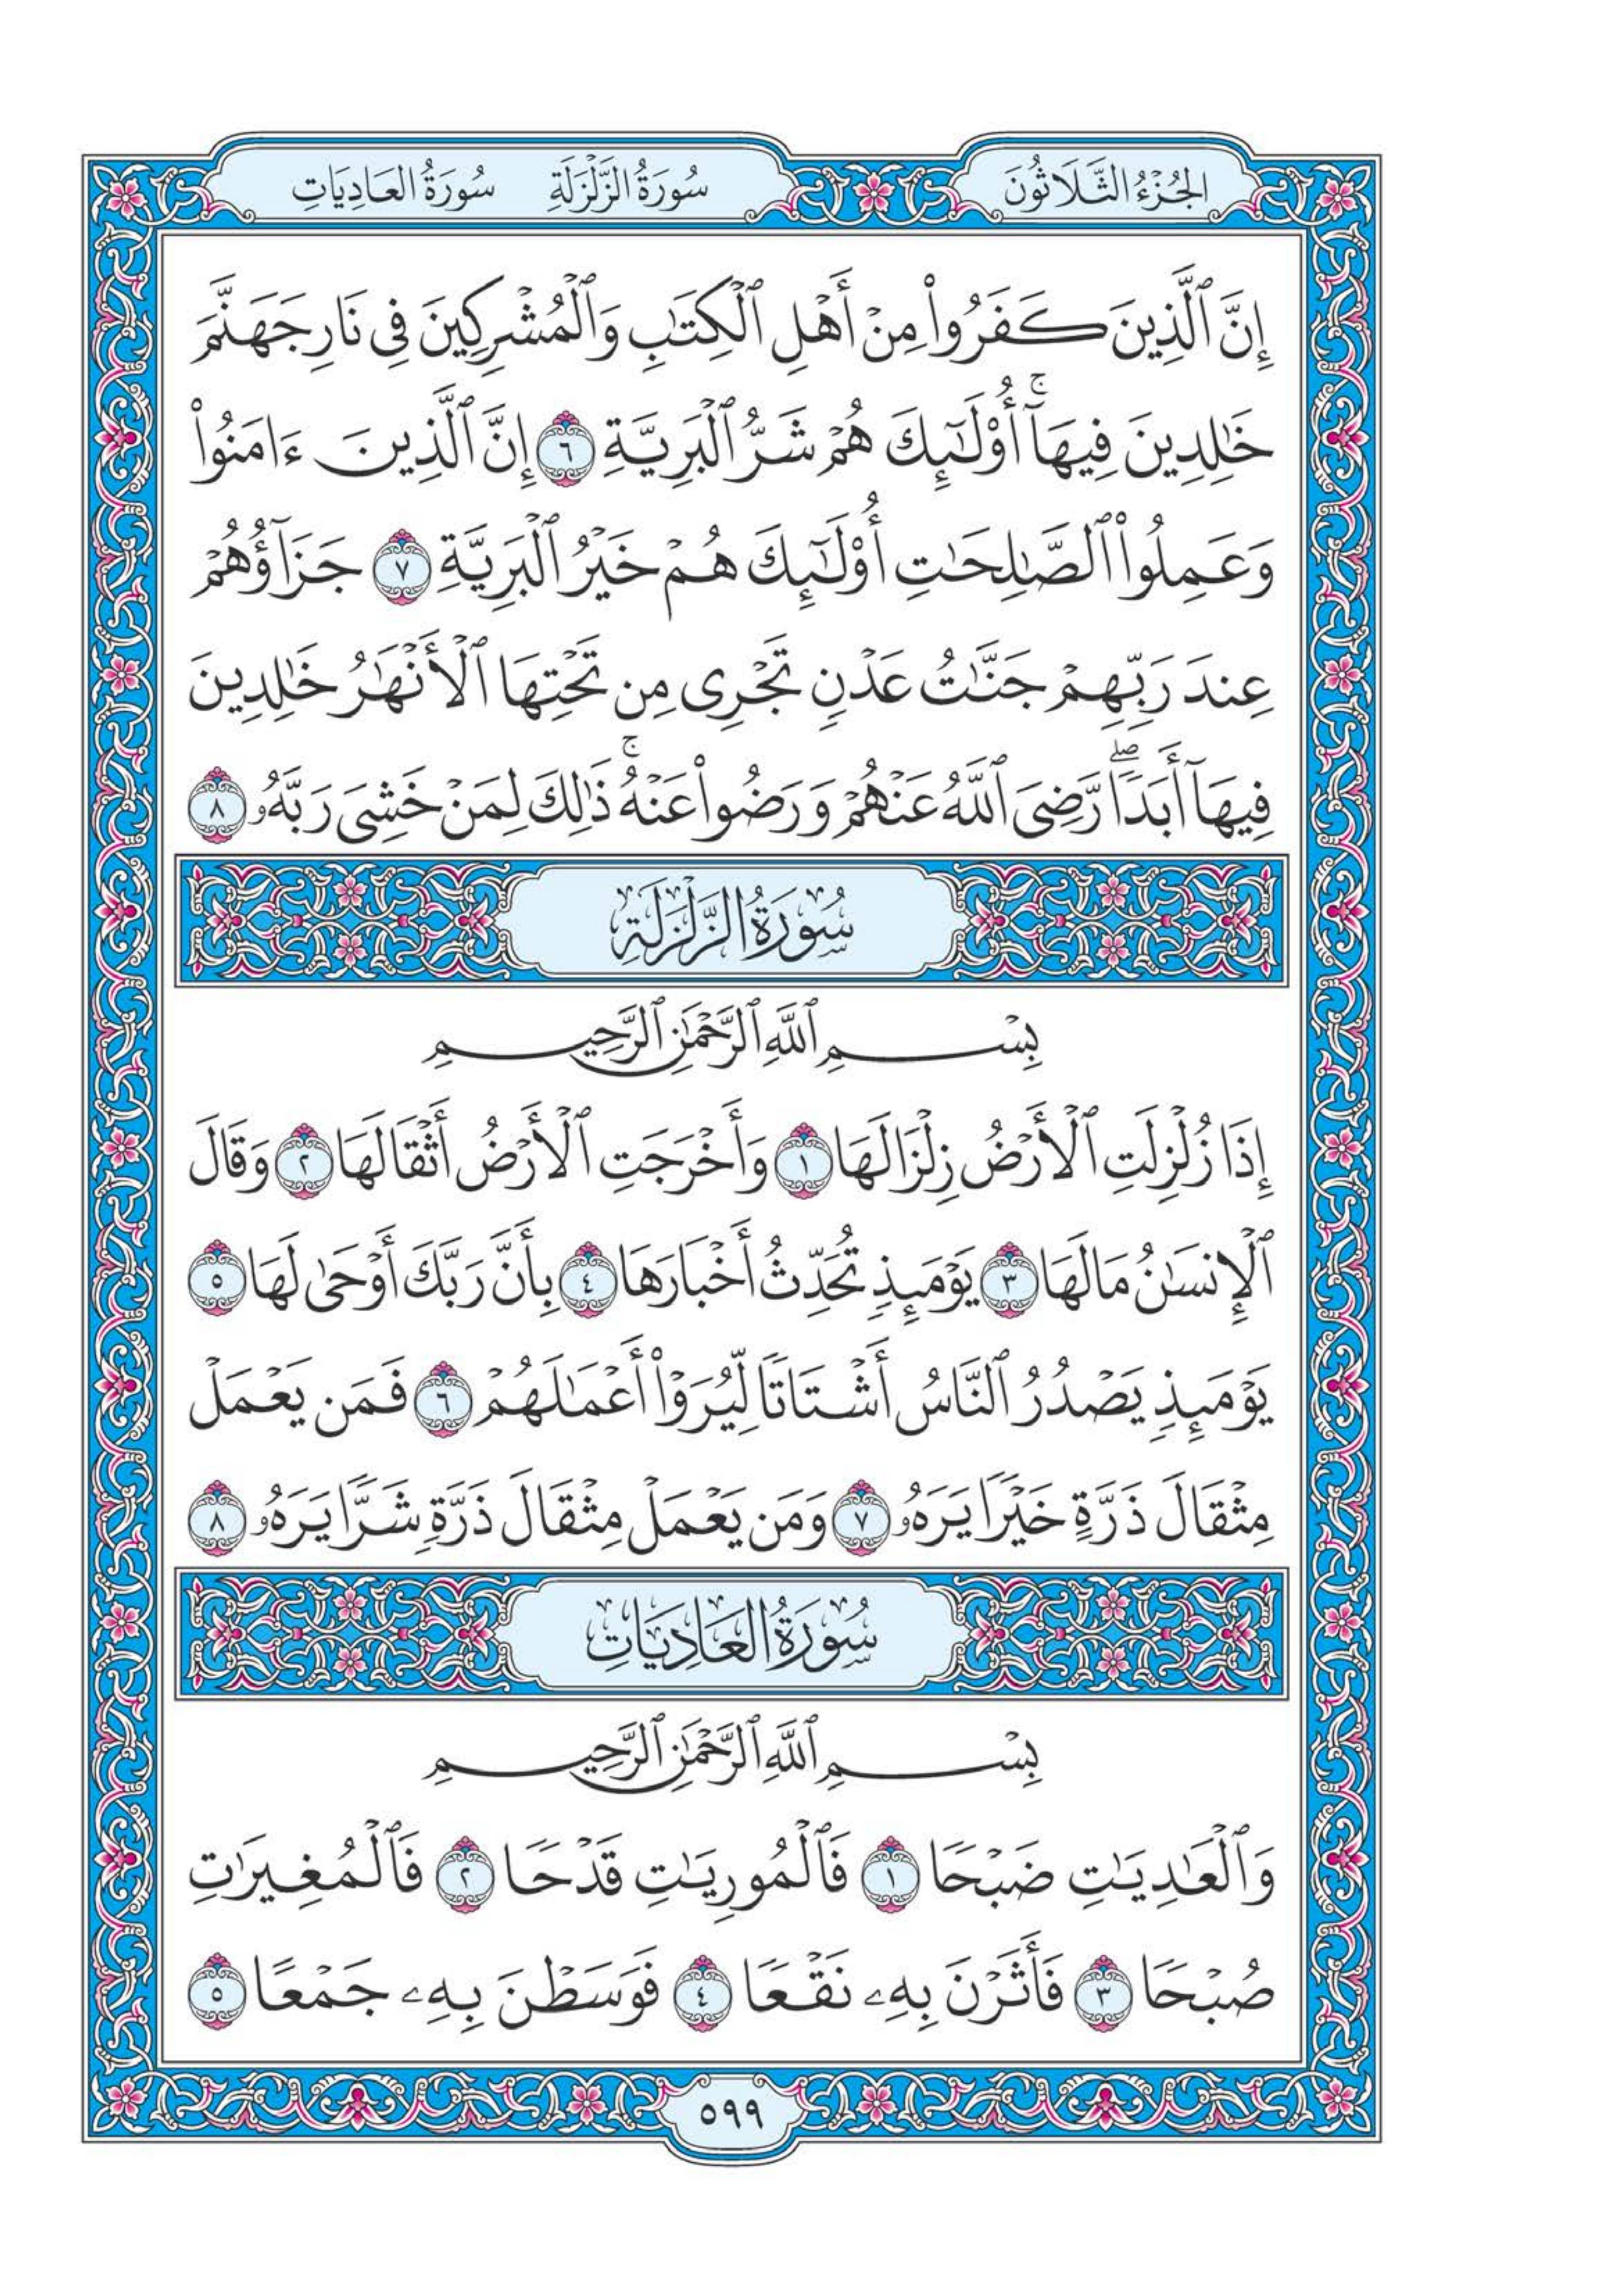 الجُزْءُ الثَّلَاثُونَ
سُورَةُ الزَّلْزَلَةِ سُورَةُ العَادِيَاتِ
إِنَّ ٱلَّذِينَ كَفَرُواْ مِنْ أَهْلِ ٱلْكِتَٰبِ وَٱلْمُشْرِكِينَ فِى نَارِ جَهَنَّمَ
خَٰلِدِينَ فِيهَآۚ أُوْلَٰٓئِكَ هُمْ شَرُّ ٱلْبَرِيَّةِ ٦ إِنَّ ٱلَّذِينَ ءَامَنُواْ
وَعَمِلُواْ ٱلصَّٰلِحَٰتِ أُوْلَٰٓئِكَ هُمْ خَيْرُ ٱلْبَرِيَّةِ ٧ جَزَآؤُهُمْ
عِندَ رَبِّهِمْ جَنَّٰتُ عَدْنٍ تَجْرِى مِن تَحْتِهَا ٱلْأَنْهَٰرُ خَٰلِدِينَ
فِيهَآ أَبَدًاۖ رَّضِىَ ٱللَّهُ عَنْهُمْ وَرَضُواْ عَنْهُۚ ذَٰلِكَ لِمَنْ خَشِىَ رَبَّهُۥ ٨
سُورَةُ الزَّلْزَلَةِ
بِسْمِ ٱللَّهِ ٱلرَّحْمَٰنِ ٱلرَّحِيمِ
إِذَا زُلْزِلَتِ ٱلْأَرْضُ زِلْزَالَهَا ١ وَأَخْرَجَتِ ٱلْأَرْضُ أَثْقَالَهَا ٢ وَقَالَ
ٱلْإِنسَٰنُ مَالَهَا ٣ يَوْمَئِذٍ تُحَدِّثُ أَخْبَارَهَا ٤ بِأَنَّ رَبَّكَ أَوْحَىٰ لَهَا ٥
يَوْمَئِذٍ يَصْدُرُ ٱلنَّاسُ أَشْتَاتًا لِّيُرَوْاْ أَعْمَٰلَهُمْ ٦ فَمَن يَعْمَلْ
مِثْقَالَ ذَرَّةٍ خَيْرًا يَرَهُۥ ٧ وَمَن يَعْمَلْ مِثْقَالَ ذَرَّةٍ شَرًّا يَرَهُۥ ٨
سُورَةُ العَادِيَاتِ
بِسْمِ ٱللَّهِ ٱلرَّحْمَٰنِ ٱلرَّحِيمِ
وَٱلْعَٰدِيَٰتِ ضَبْحًا ١ فَٱلْمُورِيَٰتِ قَدْحًا ٢ فَٱلْمُغِيرَٰتِ
صُبْحًا ٣ فَأَثَرْنَ بِهِۦ نَقْعًا ٤ فَوَسَطْنَ بِهِۦ جَمْعًا ٥
٥٩٩